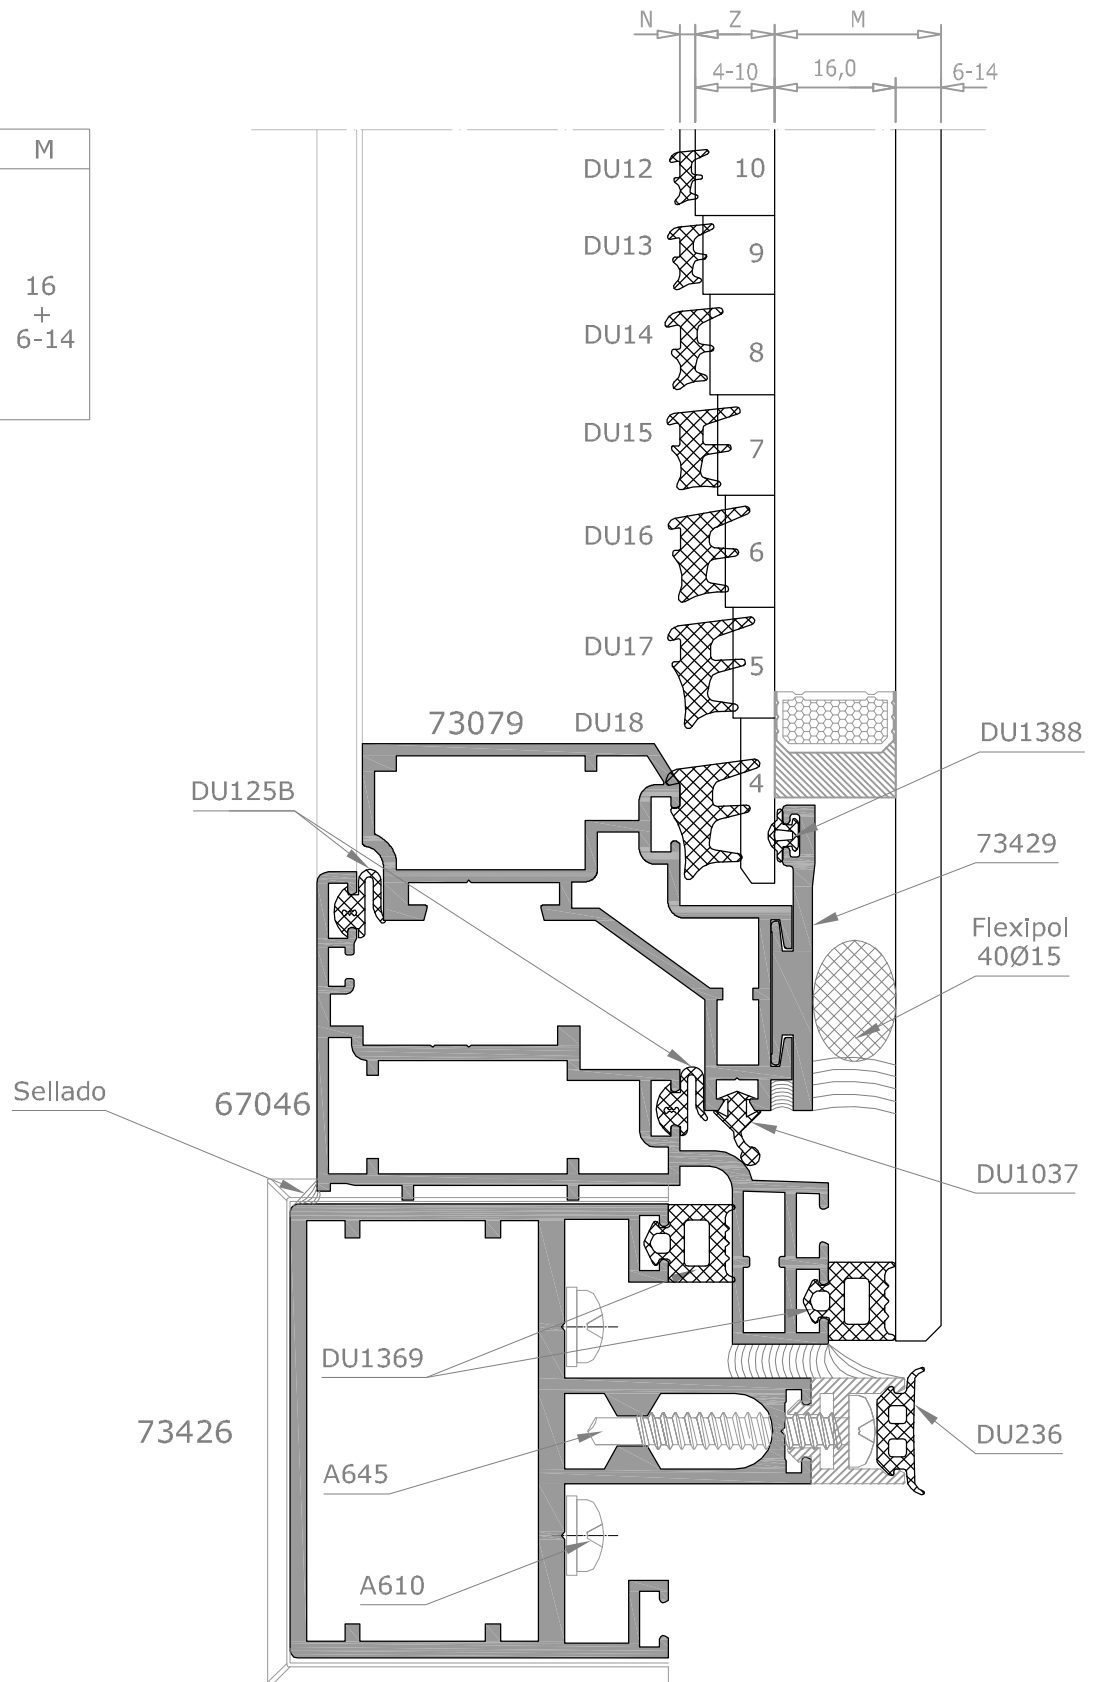 N Z M
4-10 16,0 6-14
M
16
+
6-14
DU12 10
DU13 9
DU14 8
DU15 7
DU16 6
DU17 5
73079 DU18
4
DU1388
DU125B
73429
Flexipol
40Ø15
Sellado
67046
DU1037
DU1369
73426
DU236
A645
A610